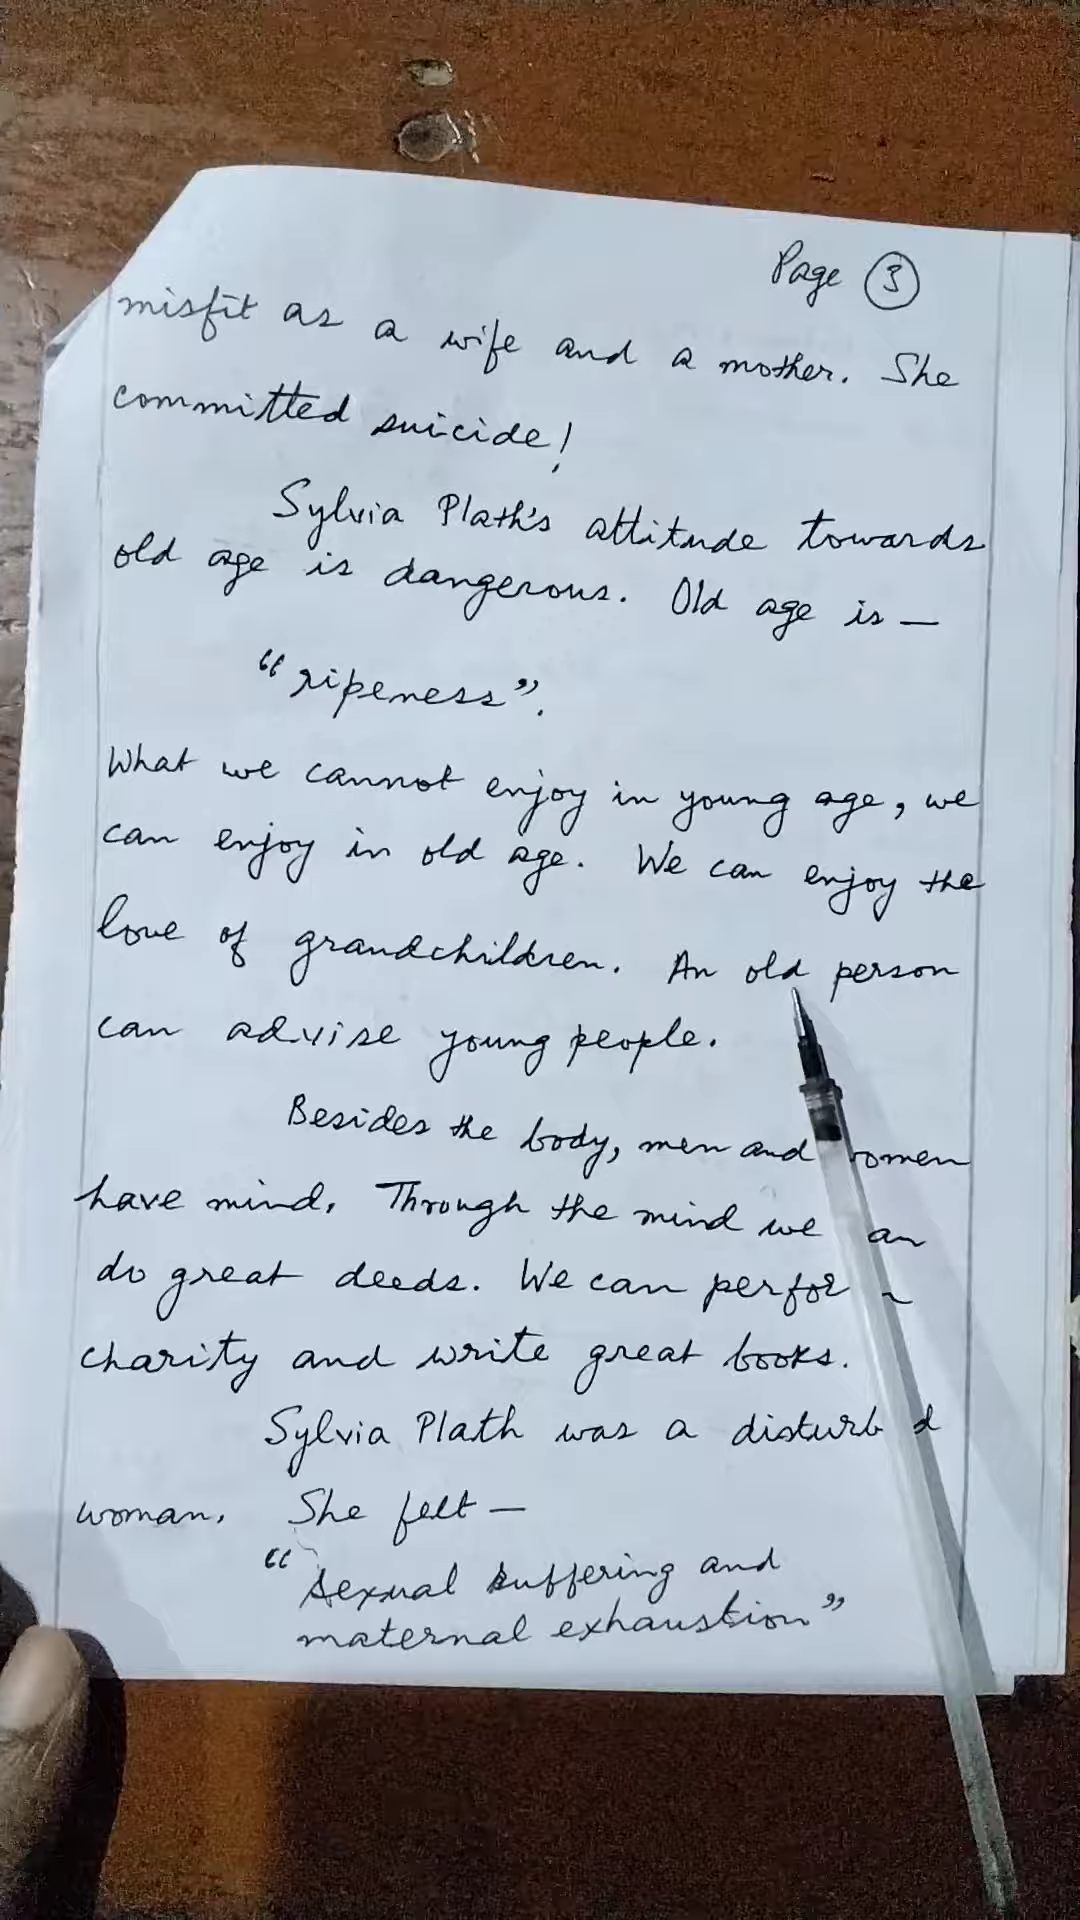 Page 3
misfit as a wife and a mother. She
committed suicide!
Sylvia Plath's attitude towards
old age is dangerous. Old age is —
"ripeness".
What we cannot enjoy in young age, we
can enjoy in old age. We can enjoy the
love of grandchildren. An old person
can advise young people.
Besides the body, men and women
have mind. Through the mind we can
do great deeds. We can perform
charity and write great books.
Sylvia Plath was a disturbed
woman. She felt —
"sexual suffering and
maternal exhaustion"